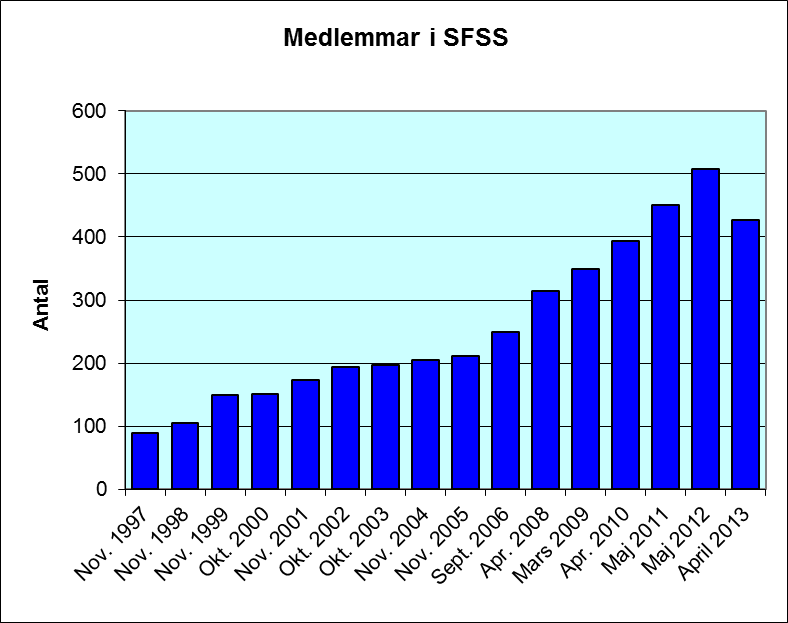 Medlemmar i SFSS
600
500
400
300
200
100
0
Antal
Nov. 1997
Nov. 1998
Nov. 1999
Okt. 2000
Nov. 2001
Okt. 2002
Okt. 2003
Nov. 2004
Nov. 2005
Sept. 2006
Apr. 2008
Mars 2009
Apr. 2010
Maj 2011
Maj 2012
April 2013